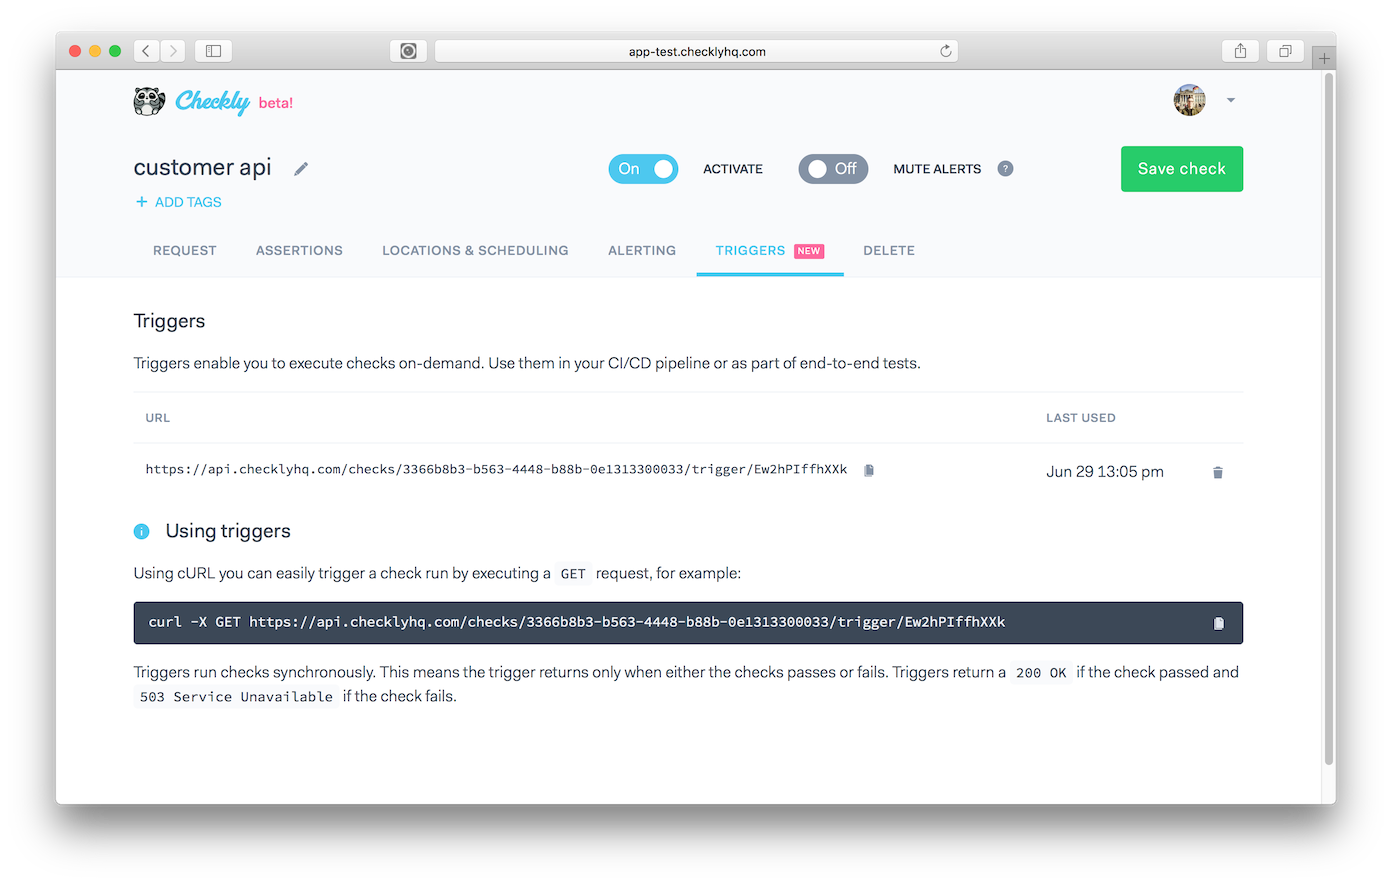 app-test.checklyhq.com
Checkly beta!
customer api
On ACTIVATE Off MUTE ALERTS ? Save check
+ ADD TAGS
REQUEST ASSERTIONS LOCATIONS & SCHEDULING ALERTING TRIGGERS NEW DELETE
Triggers
Triggers enable you to execute checks on-demand. Use them in your CI/CD pipeline or as part of end-to-end tests.
URL LAST USED
https://api.checklyhq.com/checks/3366b8b3-b563-4448-b88b-0e1313300033/trigger/Ew2hPIffhXXk Jun 29 13:05 pm
i Using triggers
Using cURL you can easily trigger a check run by executing a GET request, for example:
curl -X GET https://api.checklyhq.com/checks/3366b8b3-b563-4448-b88b-0e1313300033/trigger/Ew2hPIffhXXk
Triggers run checks synchronously. This means the trigger returns only when either the checks passes or fails. Triggers return a 200 OK if the check passed and
503 Service Unavailable if the check fails.